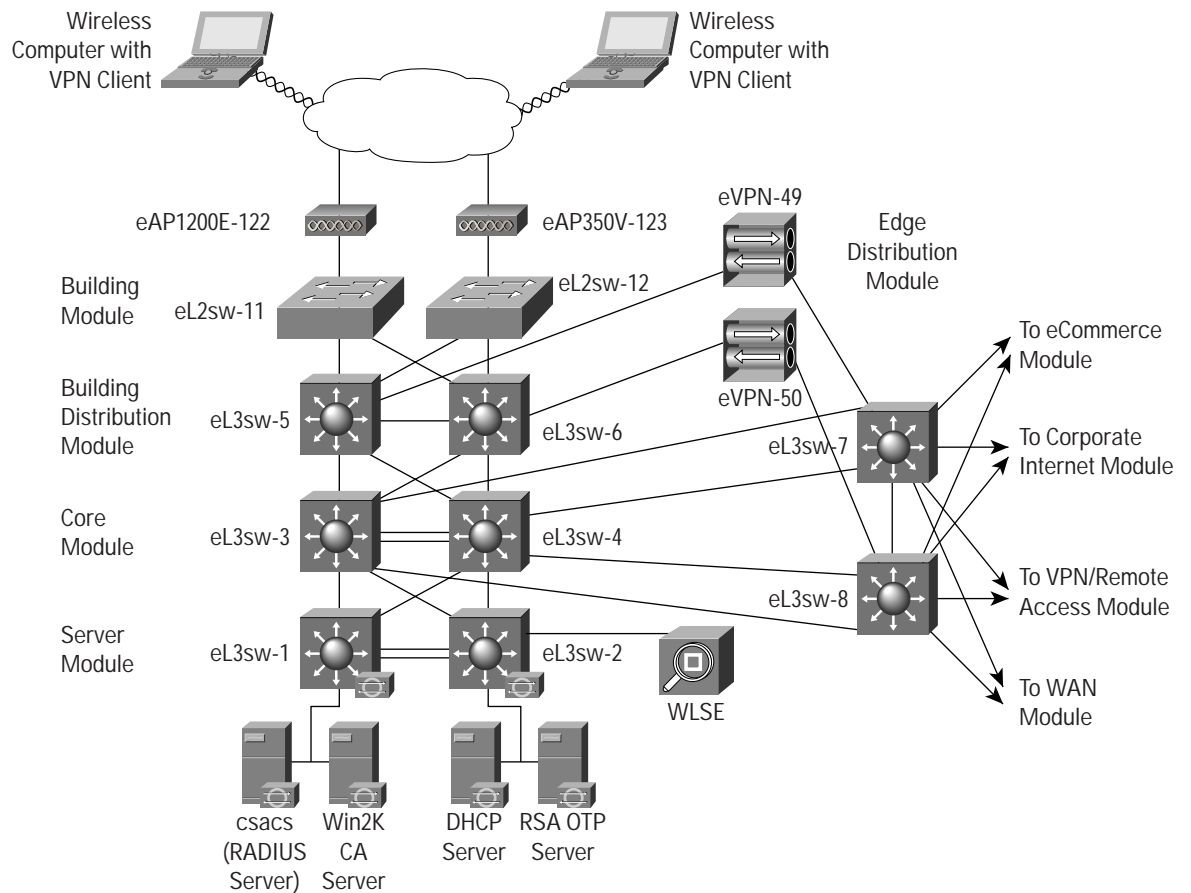 Wireless
Computer with
VPN Client
Wireless
Computer with
VPN Client
eAP1200E-122
eAP350V-123
eVPN-49
Edge
Distribution
Module
Building
Module
eL2sw-11
eL2sw-12
eVPN-50
To eCommerce
Module
Building
Distribution
Module
eL3sw-5
eL3sw-6
eL3sw-7
To Corporate
Internet Module
Core
Module
eL3sw-3
eL3sw-4
eL3sw-8
To VPN/Remote
Access Module
Server
Module
eL3sw-1
eL3sw-2
WLSE
To WAN
Module
csacs
(RADIUS
Server)
Win2K
CA
Server
DHCP
Server
RSA OTP
Server